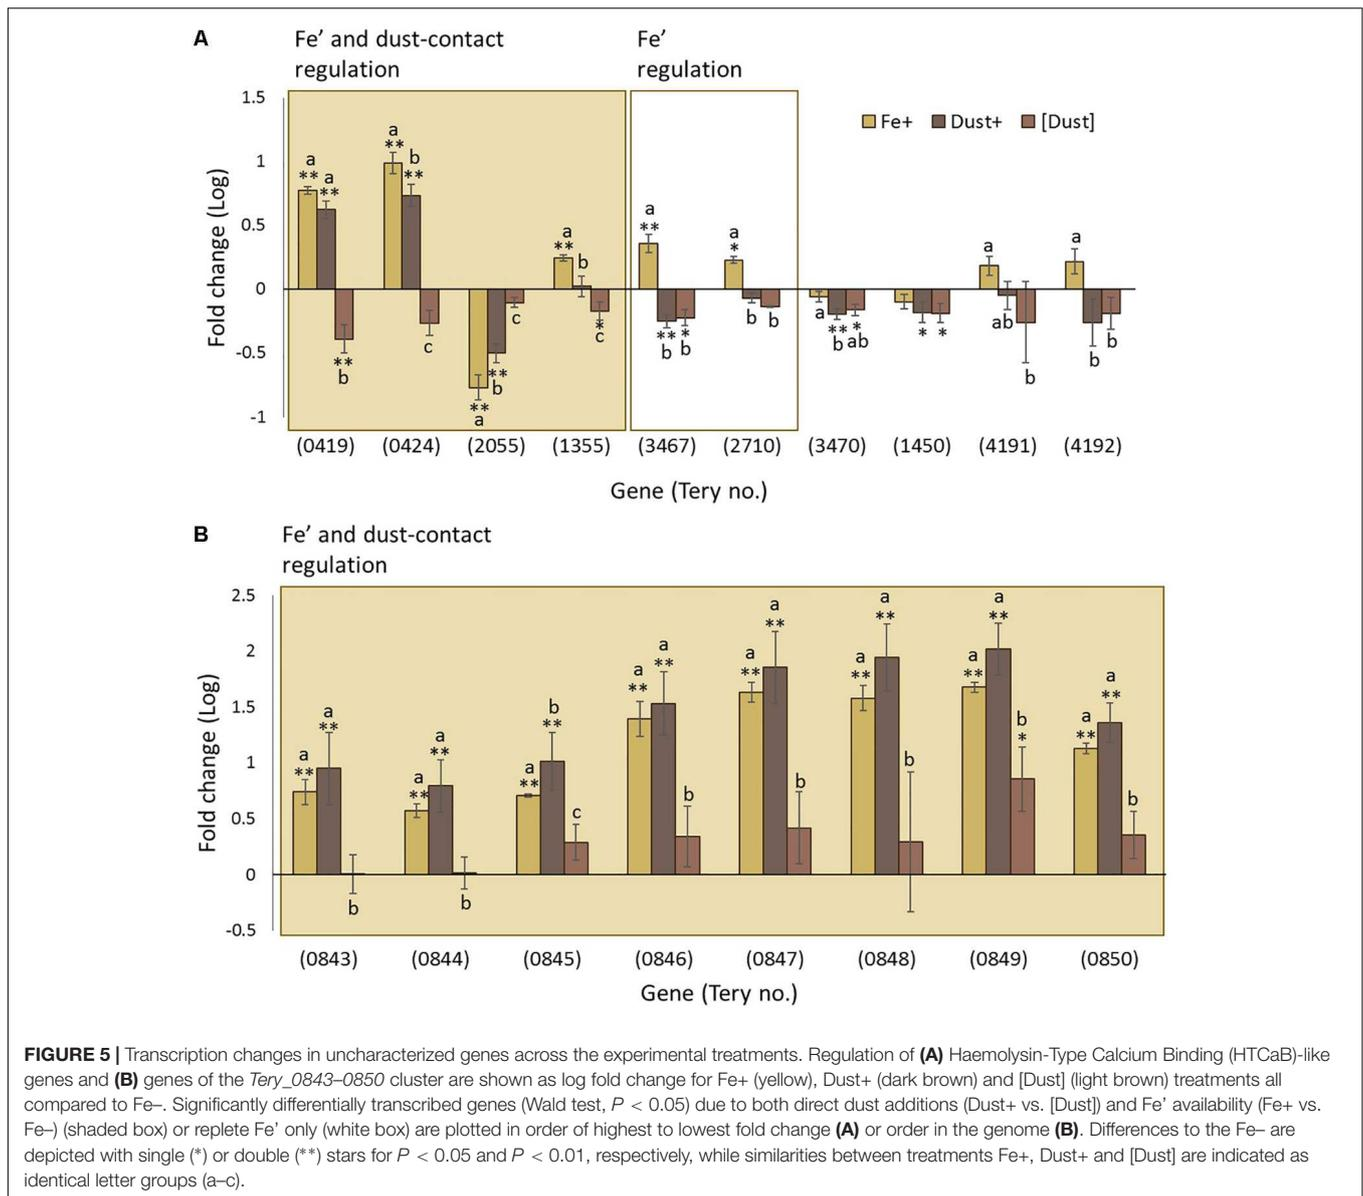 A
Fe’ and dust-contact
regulation
Fe’
regulation
1.5
1
0.5
0
-0.5
-1
Fold change (Log)
Fe+ Dust+ [Dust]
a
**
a
**
**
b
a
**
b
**
c
**
a
**
b
c
a
**
b
*
c
a
**
**
b
*
b
a
*
b
b
a
**
b
*
ab
*
*
a
ab
b
a
b
b
(0419) (0424) (2055) (1355) (3467) (2710) (3470) (1450) (4191) (4192)
Gene (Tery no.)
B
Fe’ and dust-contact
regulation
2.5
2
1.5
1
0.5
0
-0.5
Fold change (Log)
a
**
a
**
b
a
**
a
**
b
a
**
b
**
c
a
**
a
**
b
a
**
a
**
b
a
**
a
**
b
a
**
a
**
b
*
a
**
a
**
b
(0843) (0844) (0845) (0846) (0847) (0848) (0849) (0850)
Gene (Tery no.)
FIGURE 5 | Transcription changes in uncharacterized genes across the experimental treatments. Regulation of (A) Haemolysin-Type Calcium Binding (HTCaB)-like
genes and (B) genes of the Tery_0843–0850 cluster are shown as log fold change for Fe+ (yellow), Dust+ (dark brown) and [Dust] (light brown) treatments all
compared to Fe–. Significantly differentially transcribed genes (Wald test, P < 0.05) due to both direct dust additions (Dust+ vs. [Dust]) and Fe’ availability (Fe+ vs.
Fe–) (shaded box) or replete Fe’ only (white box) are plotted in order of highest to lowest fold change (A) or order in the genome (B). Differences to the Fe– are
depicted with single (*) or double (**) stars for P < 0.05 and P < 0.01, respectively, while similarities between treatments Fe+, Dust+ and [Dust] are indicated as
identical letter groups (a–c).